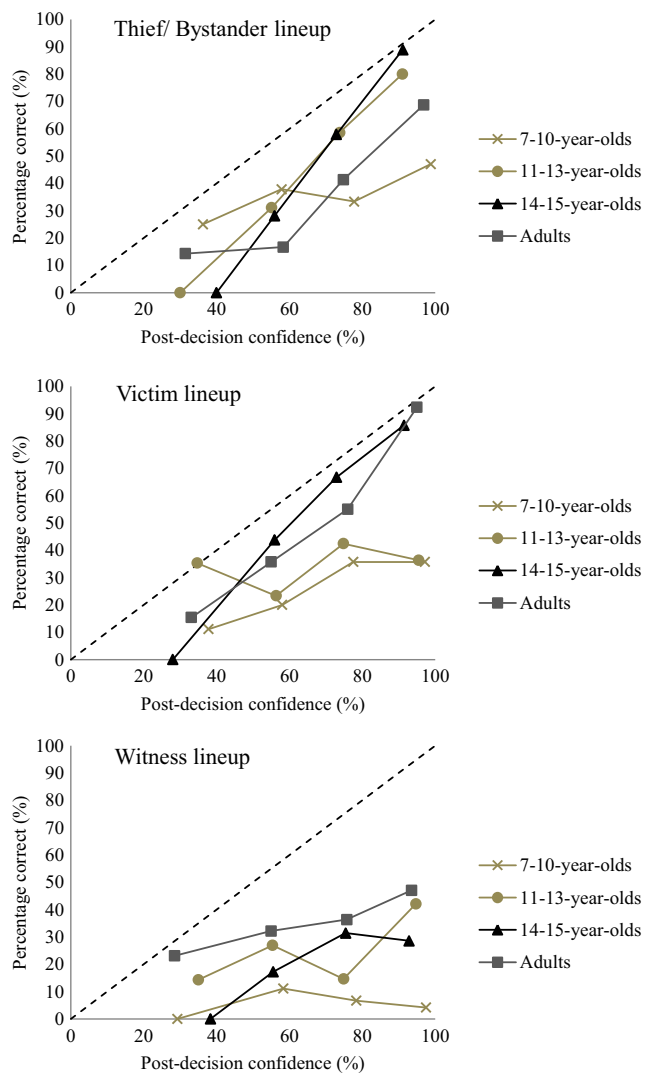 Thief/ Bystander lineup
100
90
80
70
60
50
40
30
20
10
0
Percentage correct (%)
0 20 40 60 80 100
Post-decision confidence (%)
7-10-year-olds
11-13-year-olds
14-15-year-olds
Adults
Victim lineup
100
90
80
70
60
50
40
30
20
10
0
Percentage correct (%)
0 20 40 60 80 100
Post-decision confidence (%)
7-10-year-olds
11-13-year-olds
14-15-year-olds
Adults
Witness lineup
100
90
80
70
60
50
40
30
20
10
0
Percentage correct (%)
0 20 40 60 80 100
Post-decision confidence (%)
7-10-year-olds
11-13-year-olds
14-15-year-olds
Adults